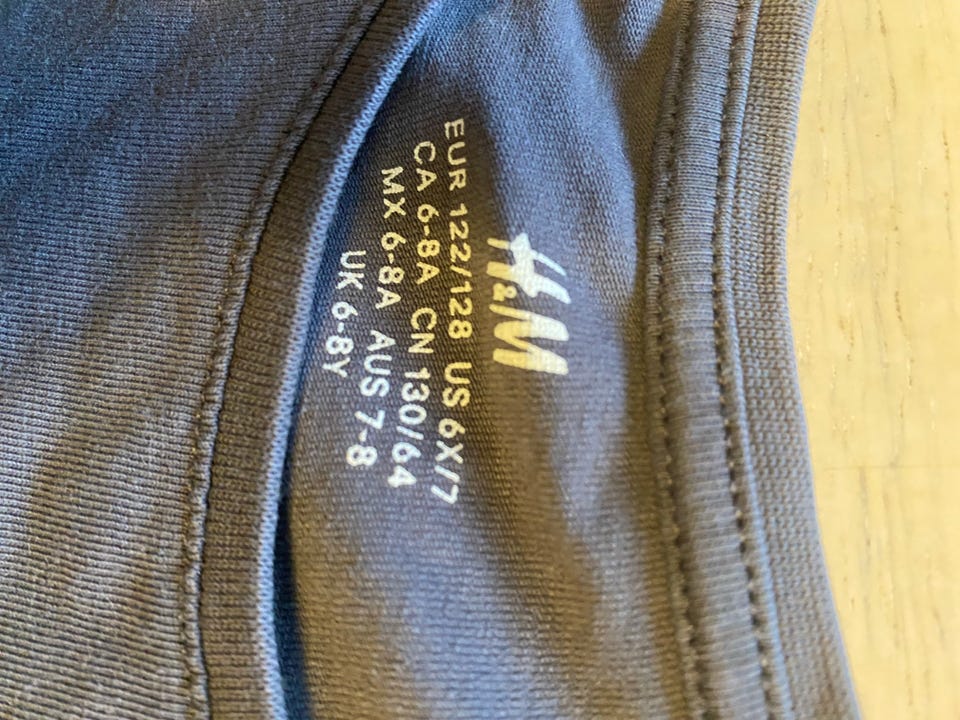 H&M
EUR 122/128 US 6X/7
CA 6-8A CN 130/64
MX 6-8A AUS 7-8
UK 6-8Y